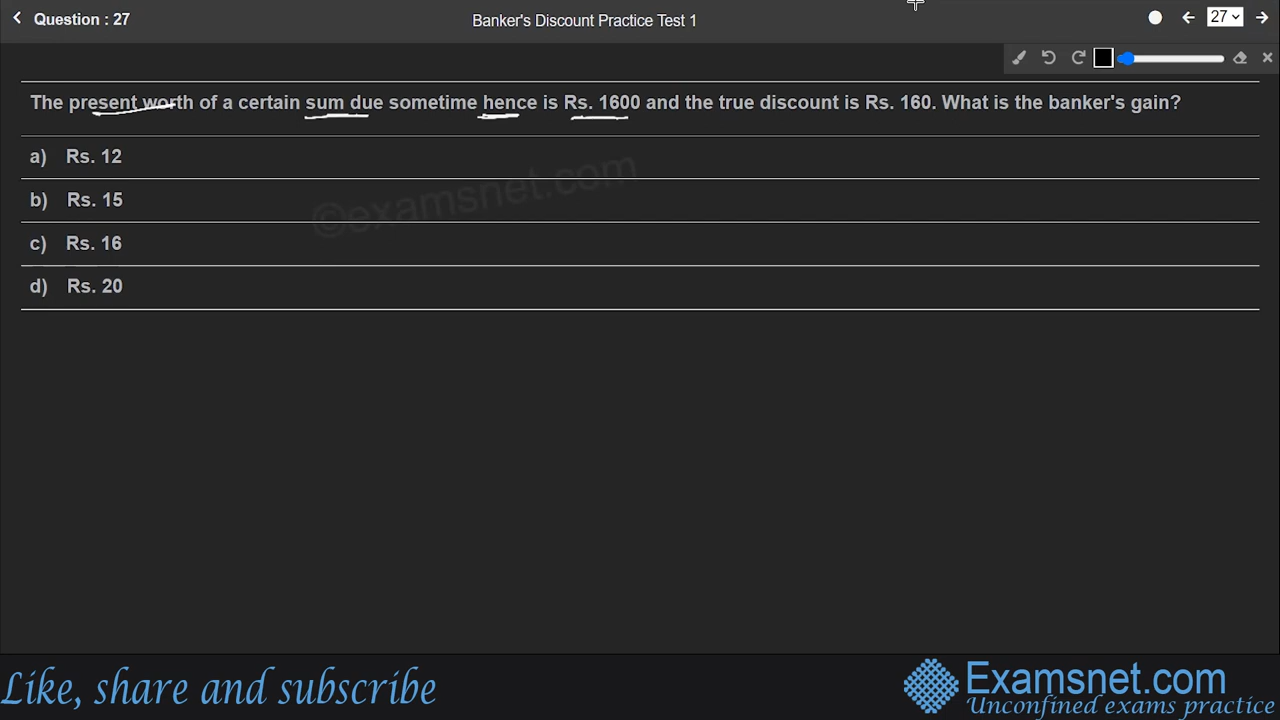 Question : 27
Banker's Discount Practice Test 1
27
The present worth of a certain sum due sometime hence is Rs. 1600 and the true discount is Rs. 160. What is the banker's gain?
a) Rs. 12
b) Rs. 15
c) Rs. 16
d) Rs. 20
©examsnet.com
Like, share and subscribe
Examsnet.com
Unconfined exams practice